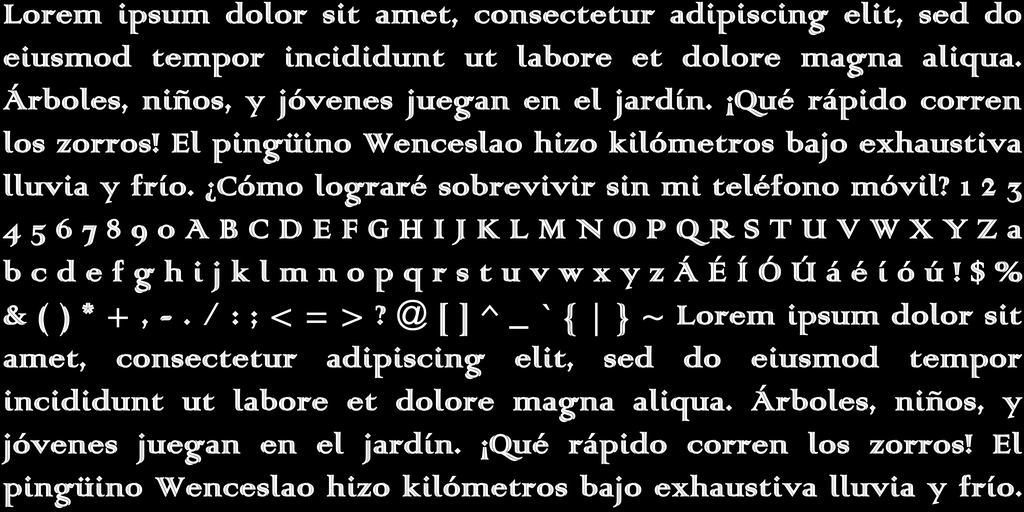 Lorem ipsum dolor sit amet, consectetur adipiscing elit, sed do
eiusmod tempor incididunt ut labore et dolore magna aliqua.
Árboles, niños, y jóvenes juegan en el jardín. ¡Qué rápido corren
los zorros! El pingüino Wenceslao hizo kilómetros bajo exhaustiva
lluvia y frío. ¿Cómo lograré sobrevivir sin mi teléfono móvil? 1 2 3
4 5 6 7 8 9 0 A B C D E F G H I J K L M N O P Q R S T U V W X Y Z a
b c d e f g h i j k l m n o p q r s t u v w x y z Á É Í Ó Ú á é í ó ú ! $ %
& ( ) * + , - . / : ; < = > ? @ [ ] ^ _ ` { | } ~ Lorem ipsum dolor sit
amet, consectetur adipiscing elit, sed do eiusmod tempor
incididunt ut labore et dolore magna aliqua. Árboles, niños, y
jóvenes juegan en el jardín. ¡Qué rápido corren los zorros! El
pingüino Wenceslao hizo kilómetros bajo exhaustiva lluvia y frío.